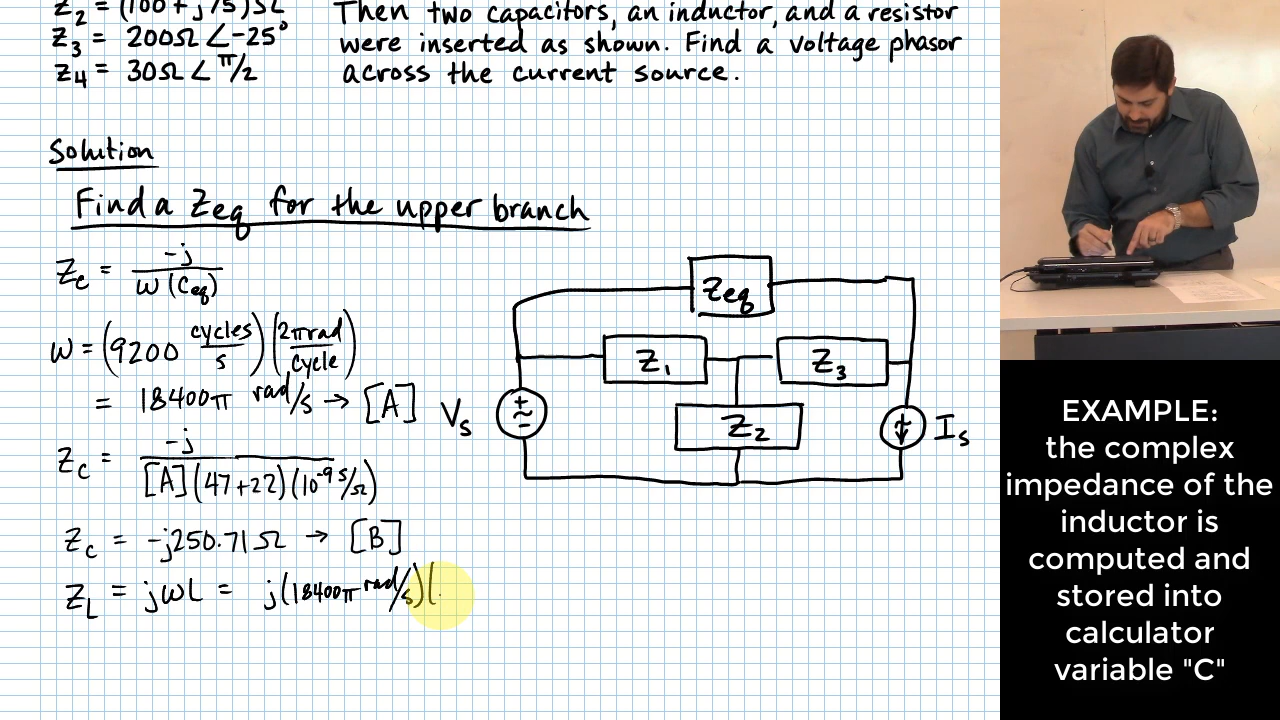 Z₂ = (100 + j75)Ω
Z₃ = 200Ω ∠-25°
Z₄ = 30Ω ∠ π/2
Then two capacitors, an inductor, and a resistor
were inserted as shown. Find a voltage phasor
across the current source.
Solution
Find a Zeq for the upper branch
Zc = -j / ω(Ceq)
ω = (9200 cycles/s)(2π rad/cycle)
= 18400π rad/s → [A]
Zc = -j / [A](47+22)(10⁻⁹ s/Ω)
Zc = -j250.71Ω → [B]
ZL = jωL = j(18400π rad/s)(
Zeq
Z₁
Z₃
Vs
+
~
-
Z₂
Is
EXAMPLE:
the complex
impedance of the
inductor is
computed and
stored into
calculator
variable "C"